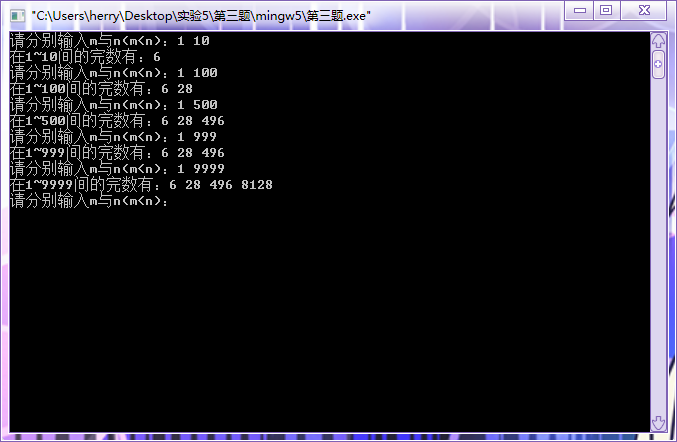 "C:\Users\herry\Desktop\实验5\第三题\mingw5\第三题.exe"
请分别输入m与n(m<n)：1 10
在1~10间的完数有：6
请分别输入m与n(m<n)：1 100
在1~100间的完数有：6 28
请分别输入m与n(m<n)：1 500
在1~500间的完数有：6 28 496
请分别输入m与n(m<n)：1 999
在1~999间的完数有：6 28 496
请分别输入m与n(m<n)：1 9999
在1~9999间的完数有：6 28 496 8128
请分别输入m与n(m<n)：